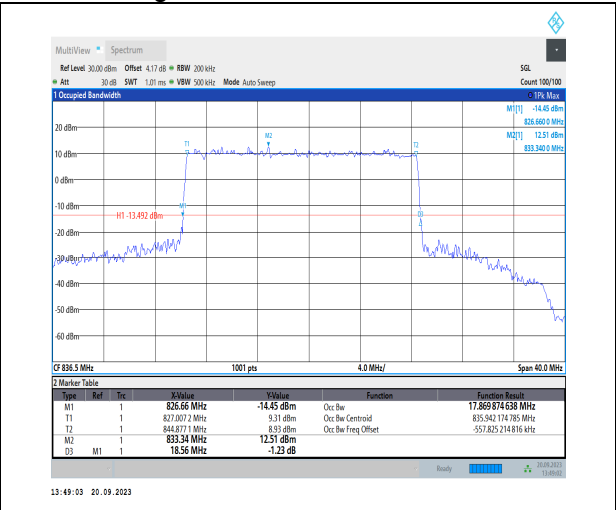 MultiView Spectrum
Ref Level 30.00 dBm Offset 4.17 dB RBW 200 kHz SGL
Att 30 dB SWT 1.01 ms VBW 500 kHz Mode Auto Sweep Count 100/100
1 Occupied Bandwidth 1Pk Max
M1[1] -14.45 dBm
826.660 0 MHz
M2[1] 12.51 dBm
833.340 0 MHz
20 dBm
T1 M2 T2
10 dBm
0 dBm
-10 dBm
M1
H1 -13.492 dBm
D3
-20 dBm
-30 dBm
-40 dBm
-50 dBm
-60 dBm
CF 836.5 MHz 1001 pts 4.0 MHz/ Span 40.0 MHz
2 Marker Table
Type Ref Trc X-Value Y-Value Function Function Result
M1 1 826.66 MHz -14.45 dBm Occ Bw 17.869 874 638 MHz
T1 1 827.007 2 MHz 9.31 dBm Occ Bw Centroid 835.942 174 785 MHz
T2 1 844.877 1 MHz 8.93 dBm Occ Bw Freq Offset -557.825 214 816 kHz
M2 1 833.34 MHz 12.51 dBm
D3 M1 1 18.56 MHz -1.23 dB
Ready 20.09.2023
13:49:03
13:49:03 20.09.2023